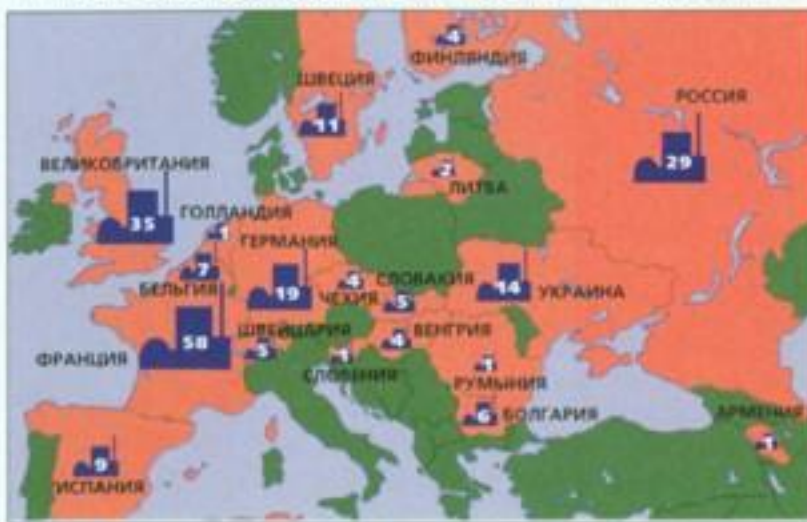 4
ФИНЛЯНДИЯ
ШВЕЦИЯ
11
РОССИЯ
29
ВЕЛИКОБРИТАНИЯ
35
2
ЛИТВА
ГОЛЛАНДИЯ
1
ГЕРМАНИЯ
7
БЕЛЬГИЯ
19
4
ЧЕХИЯ
СЛОВАКИЯ
5
14
УКРАИНА
ФРАНЦИЯ
58
ШВЕЙЦАРИЯ
5
4
ВЕНГРИЯ
1
СЛОВЕНИЯ
1
РУМЫНИЯ
6
БОЛГАРИЯ
АРМЕНИЯ
1
9
ИСПАНИЯ